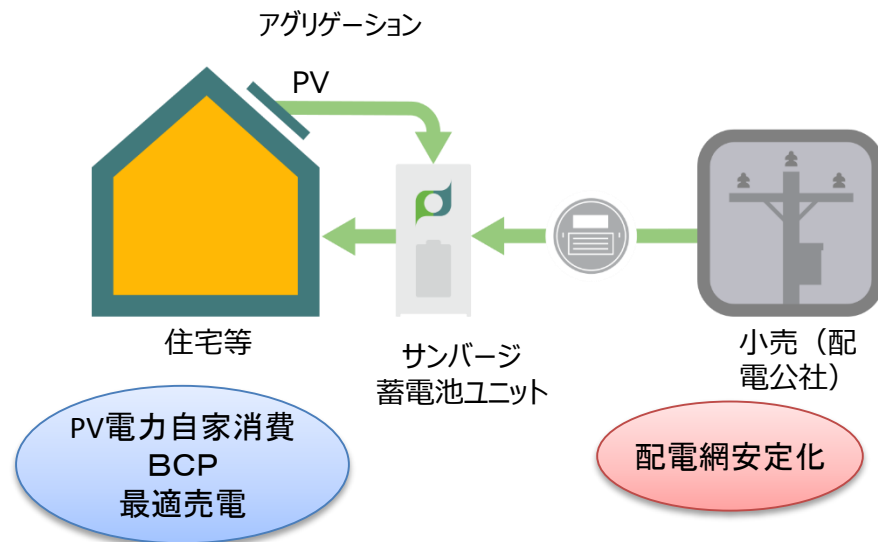 アグリゲーション
PV
住宅等
サンバージ
蓄電池ユニット
小売（配
電公社）
PV電力自家消費
ＢＣＰ
最適売電
配電網安定化